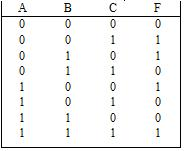 A B C F
0 0 0 0
0 0 1 1
0 1 0 1
0 1 1 0
1 0 0 1
1 0 1 0
1 1 0 0
1 1 1 1